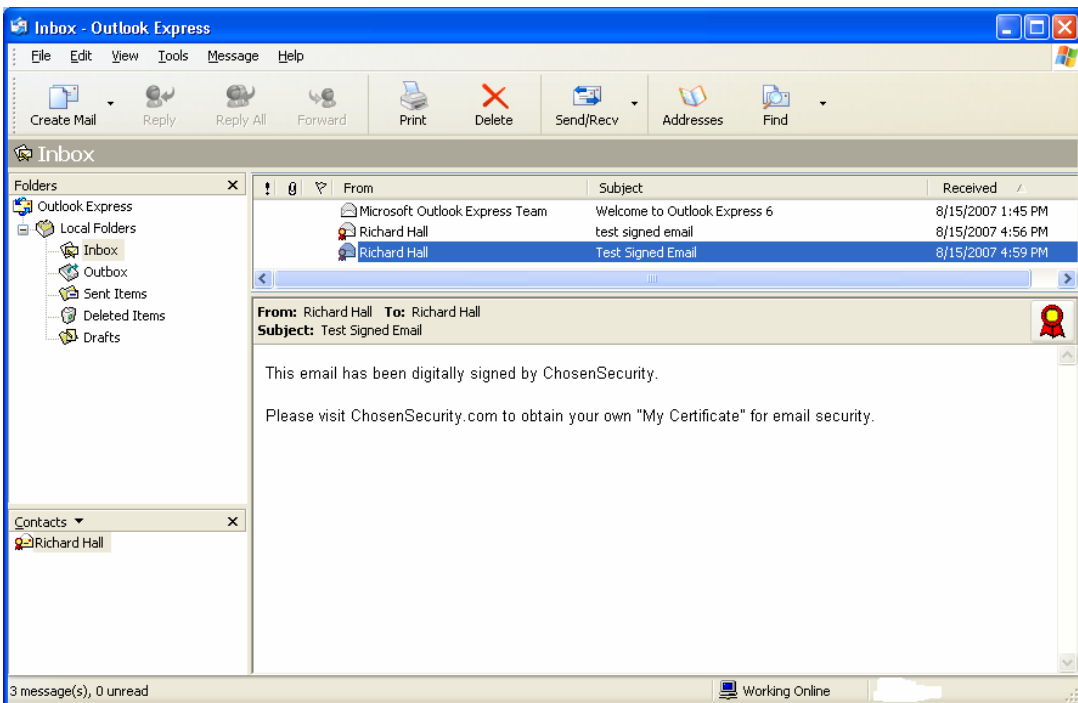 Inbox - Outlook Express
File Edit View Tools Message Help
Create Mail Reply Reply All Forward Print Delete Send/Recv Addresses Find
Inbox
Folders
! From Subject Received
Outlook Express
Local Folders
Inbox
Outbox
Sent Items
Deleted Items
Drafts
Microsoft Outlook Express Team Welcome to Outlook Express 6 8/15/2007 1:45 PM
Richard Hall test signed email 8/15/2007 4:56 PM
Richard Hall Test Signed Email 8/15/2007 4:59 PM
From: Richard Hall To: Richard Hall
Subject: Test Signed Email
This email has been digitally signed by ChosenSecurity.
Please visit ChosenSecurity.com to obtain your own "My Certificate" for email security.
Contacts
Richard Hall
3 message(s), 0 unread Working Online